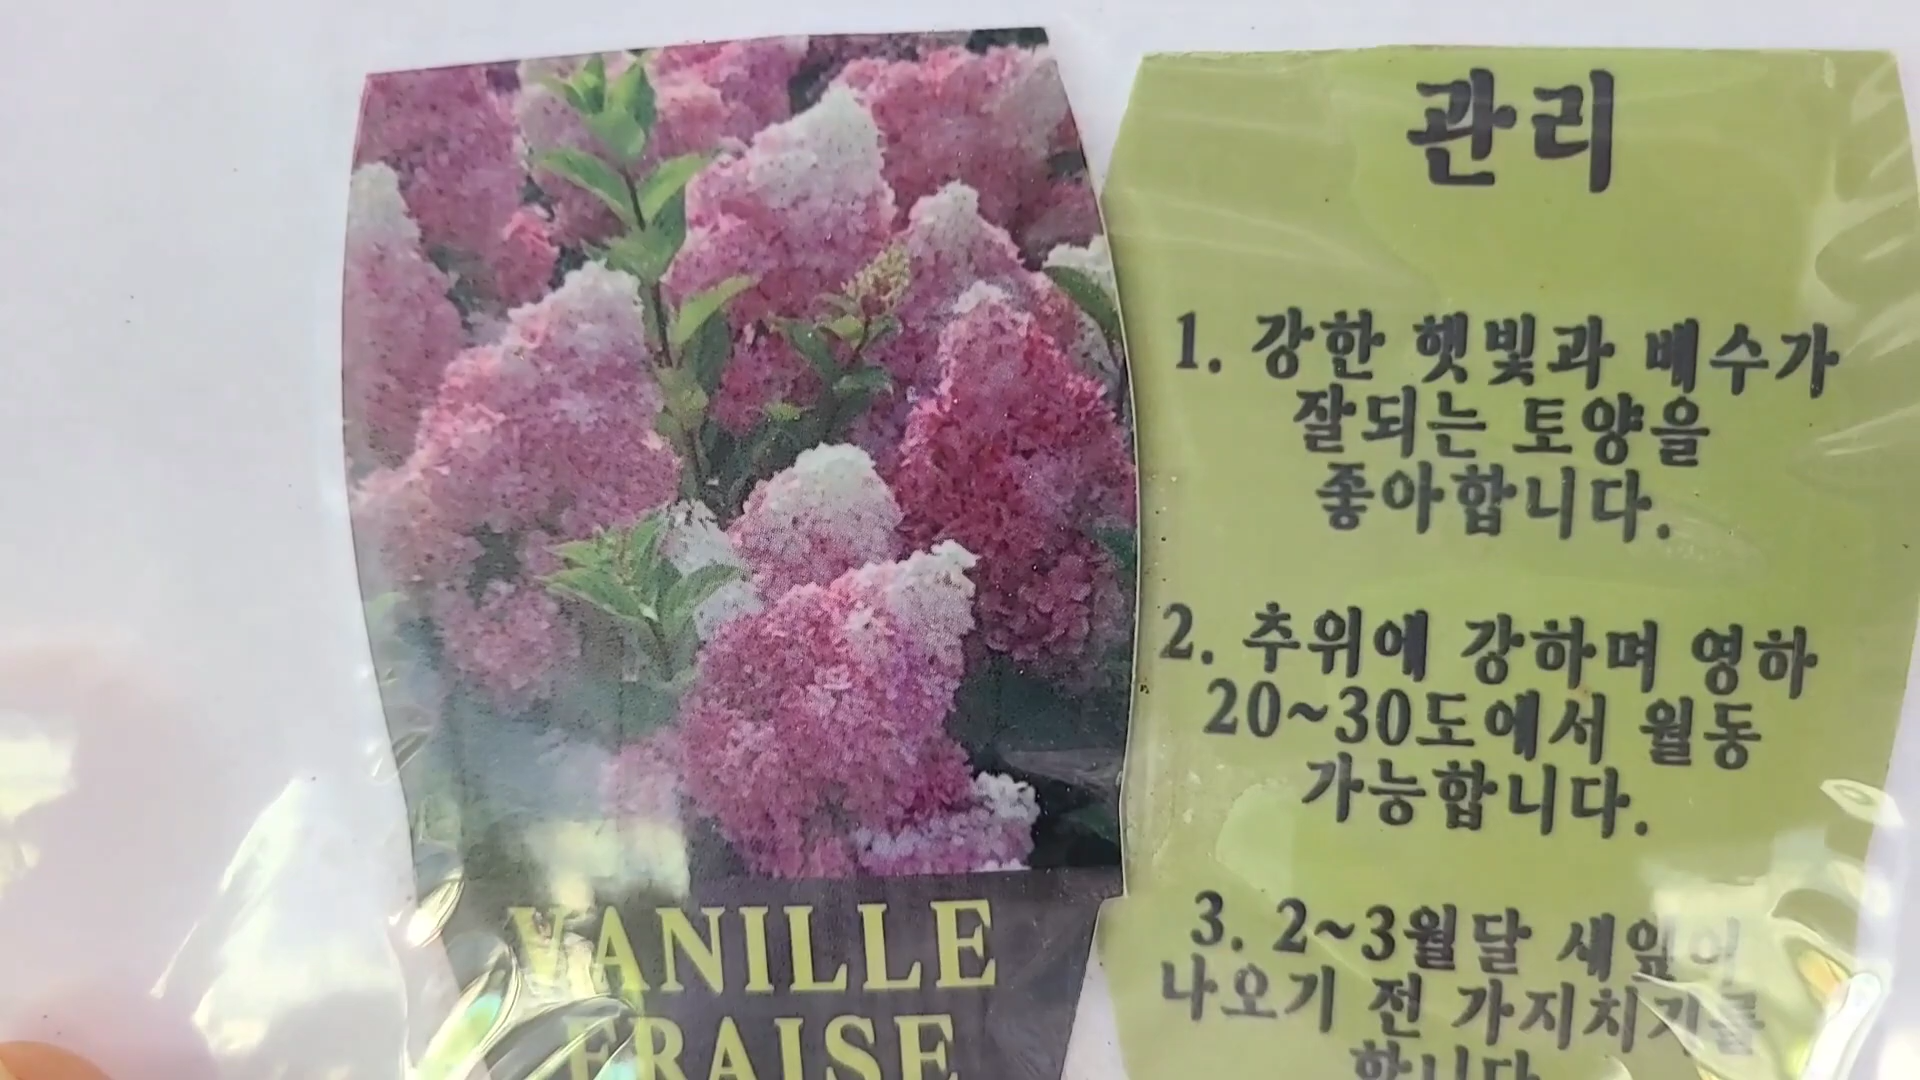 VANILLE
FRAISE
관리
1. 강한 햇빛과 배수가
잘되는 토양을
좋아합니다.
2. 추위에 강하며 영하
20~30도에서 월동
가능합니다.
3. 2~3월달 새잎이
나오기 전 가지치기를
합니다